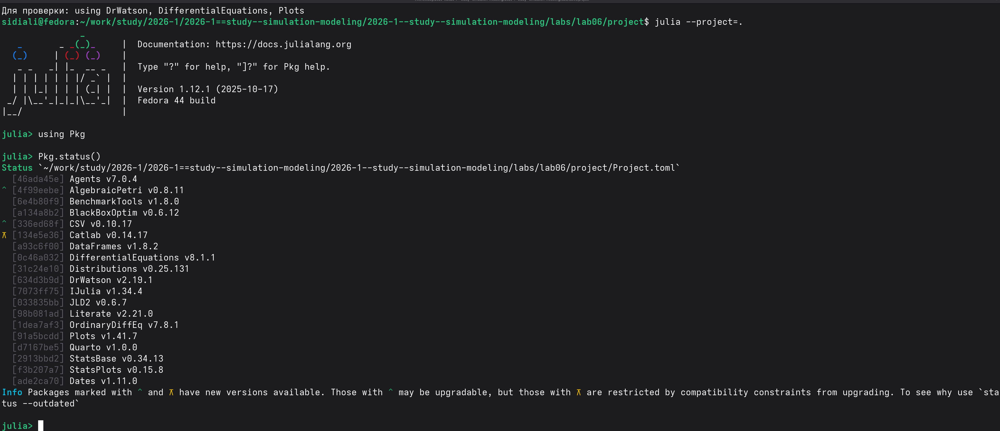 Для проверки: using DrWatson, DifferentialEquations, Plots
sidiali@fedora:~/work/study/2026-1/2026-1==study--simulation-modeling/2026-1--study--simulation-modeling/labs/lab06/project$ julia --project=.
Documentation: https://docs.julialang.org
Type "?" for help, "]?" for Pkg help.
Version 1.12.1 (2025-10-17)
Fedora 44 build
julia> using Pkg
julia> Pkg.status()
Status `~/work/study/2026-1/2026-1==study--simulation-modeling/2026-1--study--simulation-modeling/labs/lab06/project/Project.toml`
[46ada45e] Agents v7.0.4
^ [4f99eebe] AlgebraicPetri v0.8.11
[6e4b80f9] BenchmarkTools v1.8.0
[a134a8b2] BlackBoxOptim v0.6.12
^ [336ed68f] CSV v0.10.17
⌅ [134e5e36] Catlab v0.14.17
[a93c6f00] DataFrames v1.8.2
[0c46a032] DifferentialEquations v8.1.1
[31c24e10] Distributions v0.25.131
[634d3b9d] DrWatson v2.19.1
[7073ff75] IJulia v1.34.4
[033835bb] JLD2 v0.6.7
[98b081ad] Literate v2.21.0
[1dea7af3] OrdinaryDiffEq v7.8.1
[91a5bcdd] Plots v1.41.7
[d7167be5] Quarto v1.0.0
[2913bbd2] StatsBase v0.34.13
[f3b207a7] StatsPlots v0.15.8
[ade2ca70] Dates v1.11.0
Info Packages marked with ^ and ⌅ have new versions available. Those with ^ may be upgradable, but those with ⌅ are restricted by compatibility constraints from upgrading. To see why use `sta
tus --outdated`
julia>